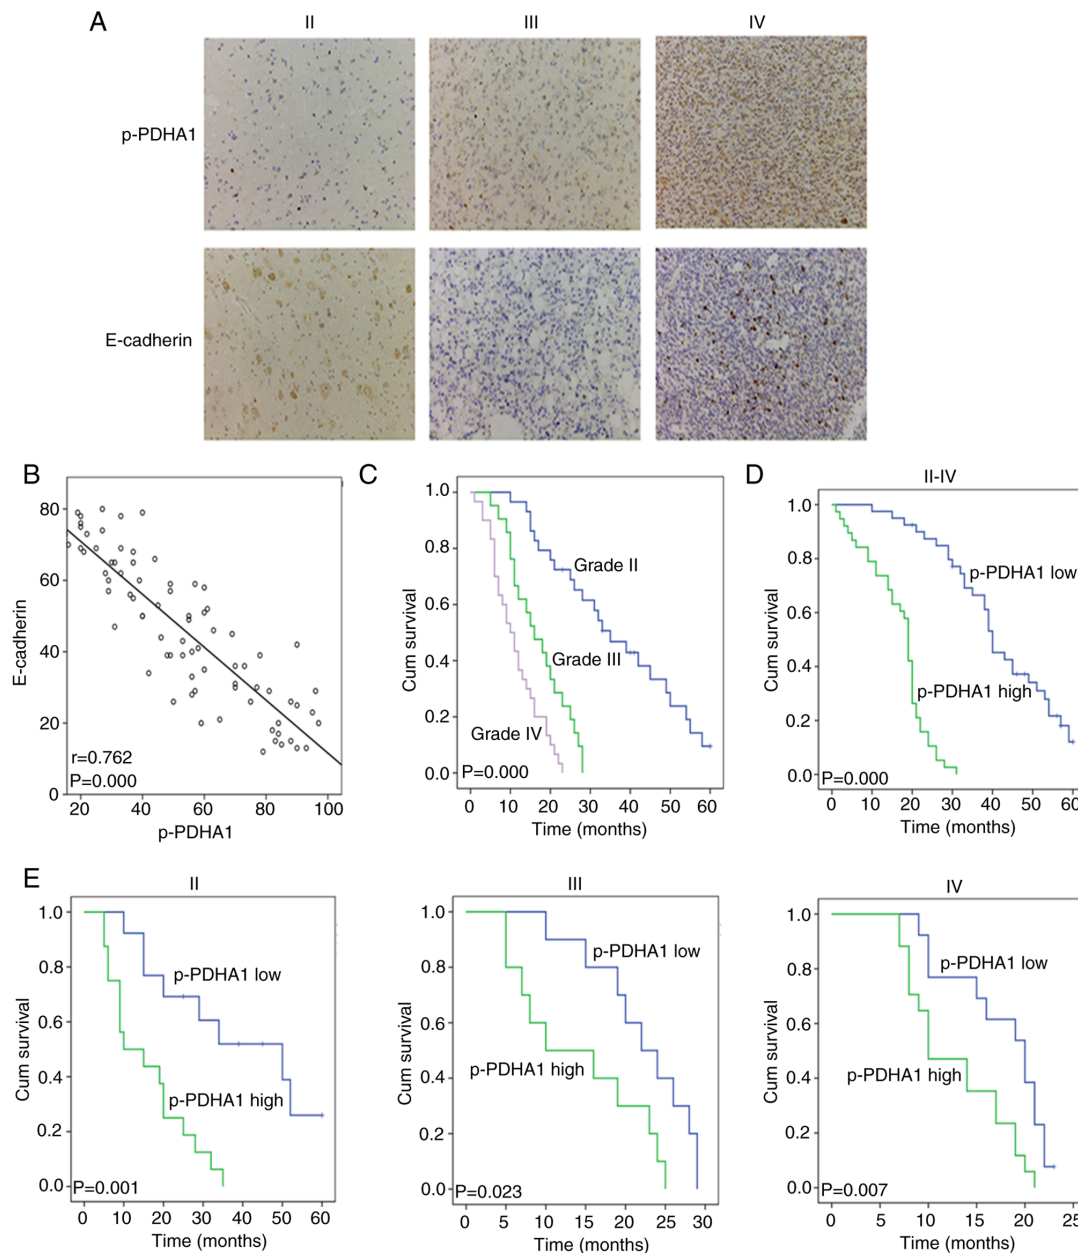 A
II
III
IV
p-PDHA1
E-cadherin
B
80
60
40
20
0
E-cadherin
r=0.762
P=0.000
20
40
60
80
100
p-PDHA1
C
1.0
0.8
0.6
0.4
0.2
0.0
Cum survival
Grade II
Grade III
Grade IV
P=0.000
0
10
20
30
40
50
60
Time (months)
D
II-IV
1.0
0.8
0.6
0.4
0.2
0.0
Cum survival
p-PDHA1 low
p-PDHA1 high
P=0.000
0
10
20
30
40
50
60
Time (months)
E
II
1.0
0.8
0.6
0.4
0.2
0.0
Cum survival
p-PDHA1 low
p-PDHA1 high
P=0.001
0
10
20
30
40
50
60
Time (months)
III
1.0
0.8
0.6
0.4
0.2
0.0
Cum survival
p-PDHA1 low
p-PDHA1 high
P=0.023
0
5
10
15
20
25
30
Time (months)
IV
1.0
0.8
0.6
0.4
0.2
0.0
Cum survival
p-PDHA1 low
p-PDHA1 high
P=0.007
0
5
10
15
20
25
Time (months)